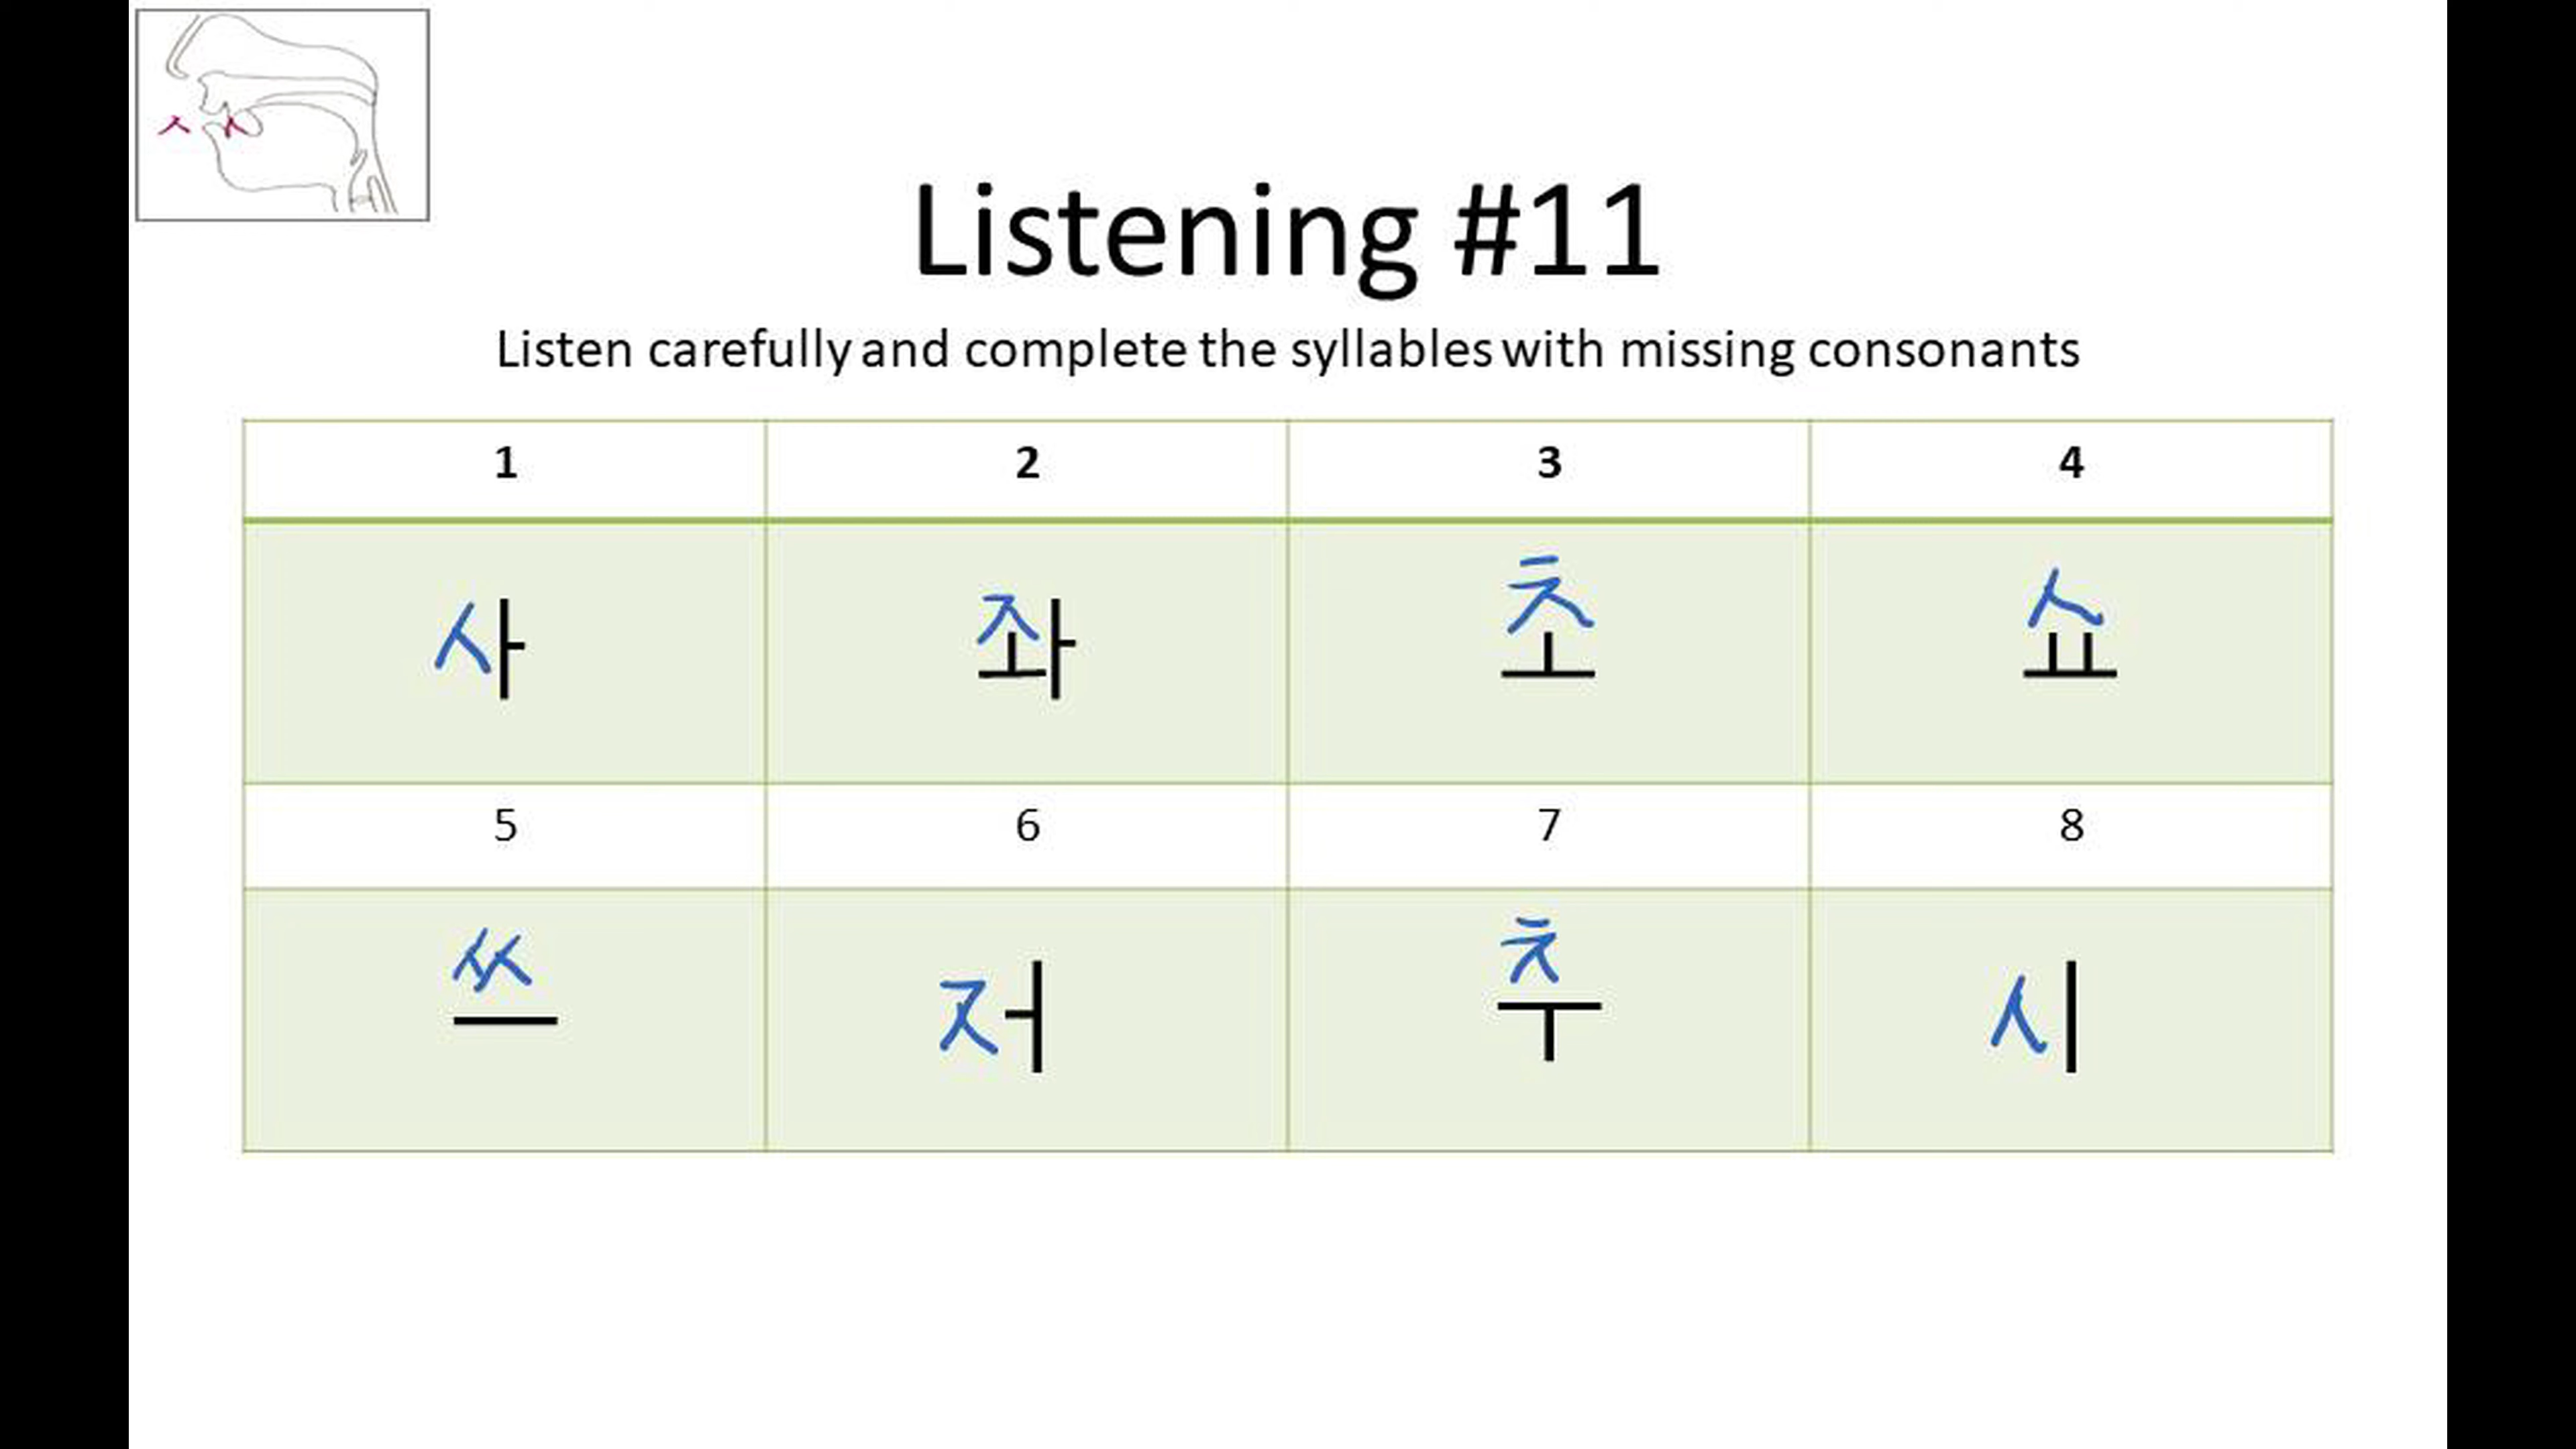 ㅅ ㅅ
Listening #11
Listen carefully and complete the syllables with missing consonants
1 2 3 4
사 좌 초 쇼
5 6 7 8
쓰 저 추 시